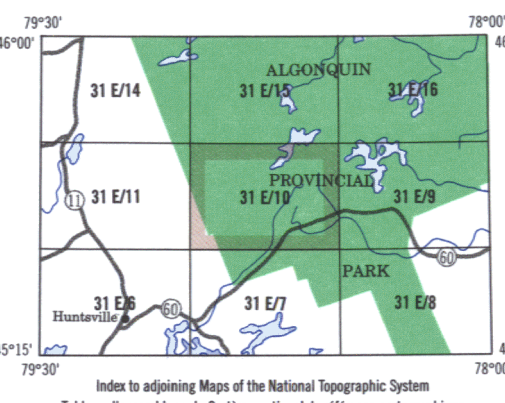 79°30' 78°00'
46°00' 46
ALGONQUIN
31 E/14 31 E/15 31 E/16
PROVINCIAL
11 31 E/11 31 E/10 31 E/9
60
PARK
31 E/6 60 31 E/7 31 E/8
Huntsville
45°15' 4
79°30' 78°00'
Index to adjoining Maps of the National Topographic System